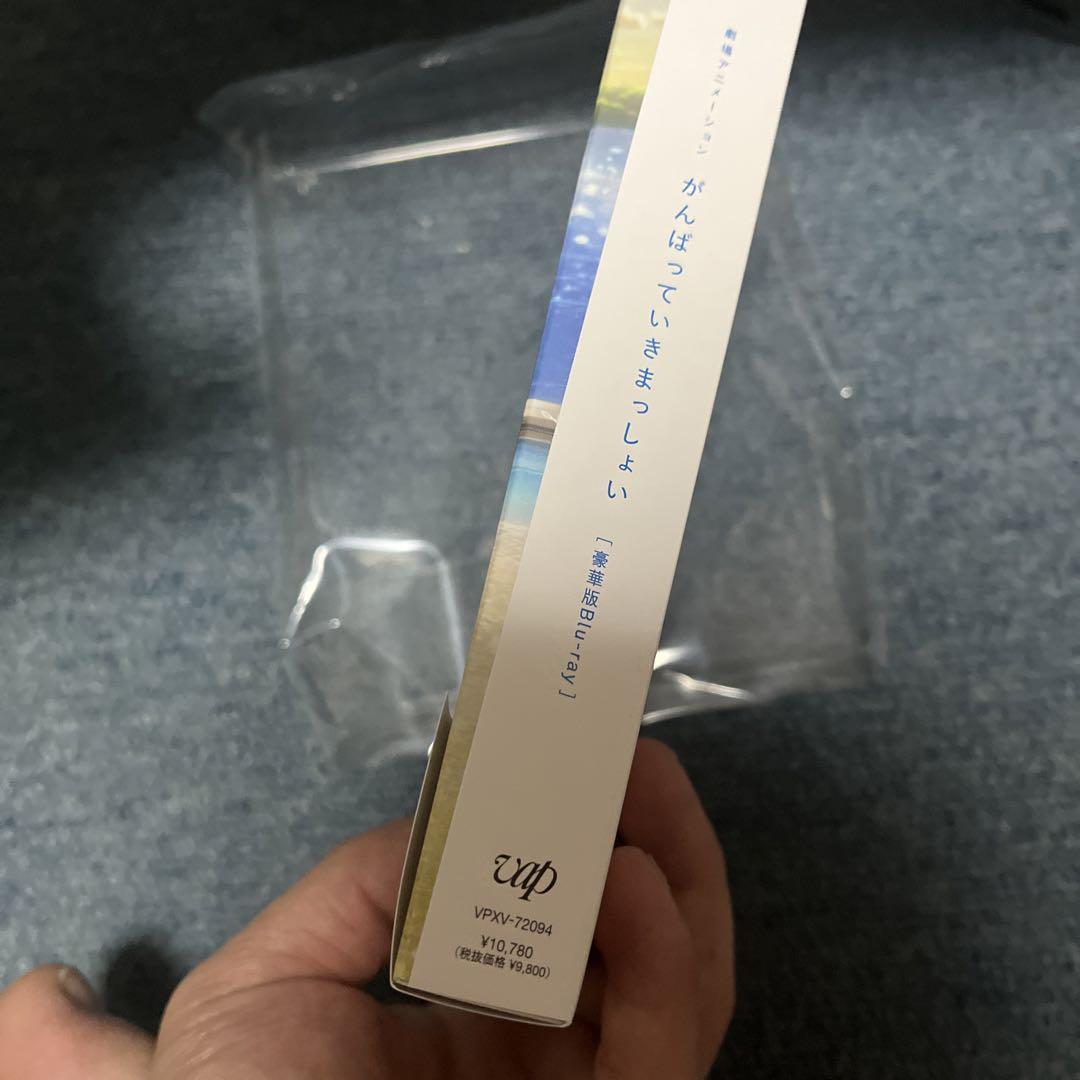 劇場アニメーション がんばっていきまっしょい [豪華版Blu-ray]
vap
VPXV-72094
¥10,780
(税抜価格 ¥9,800)